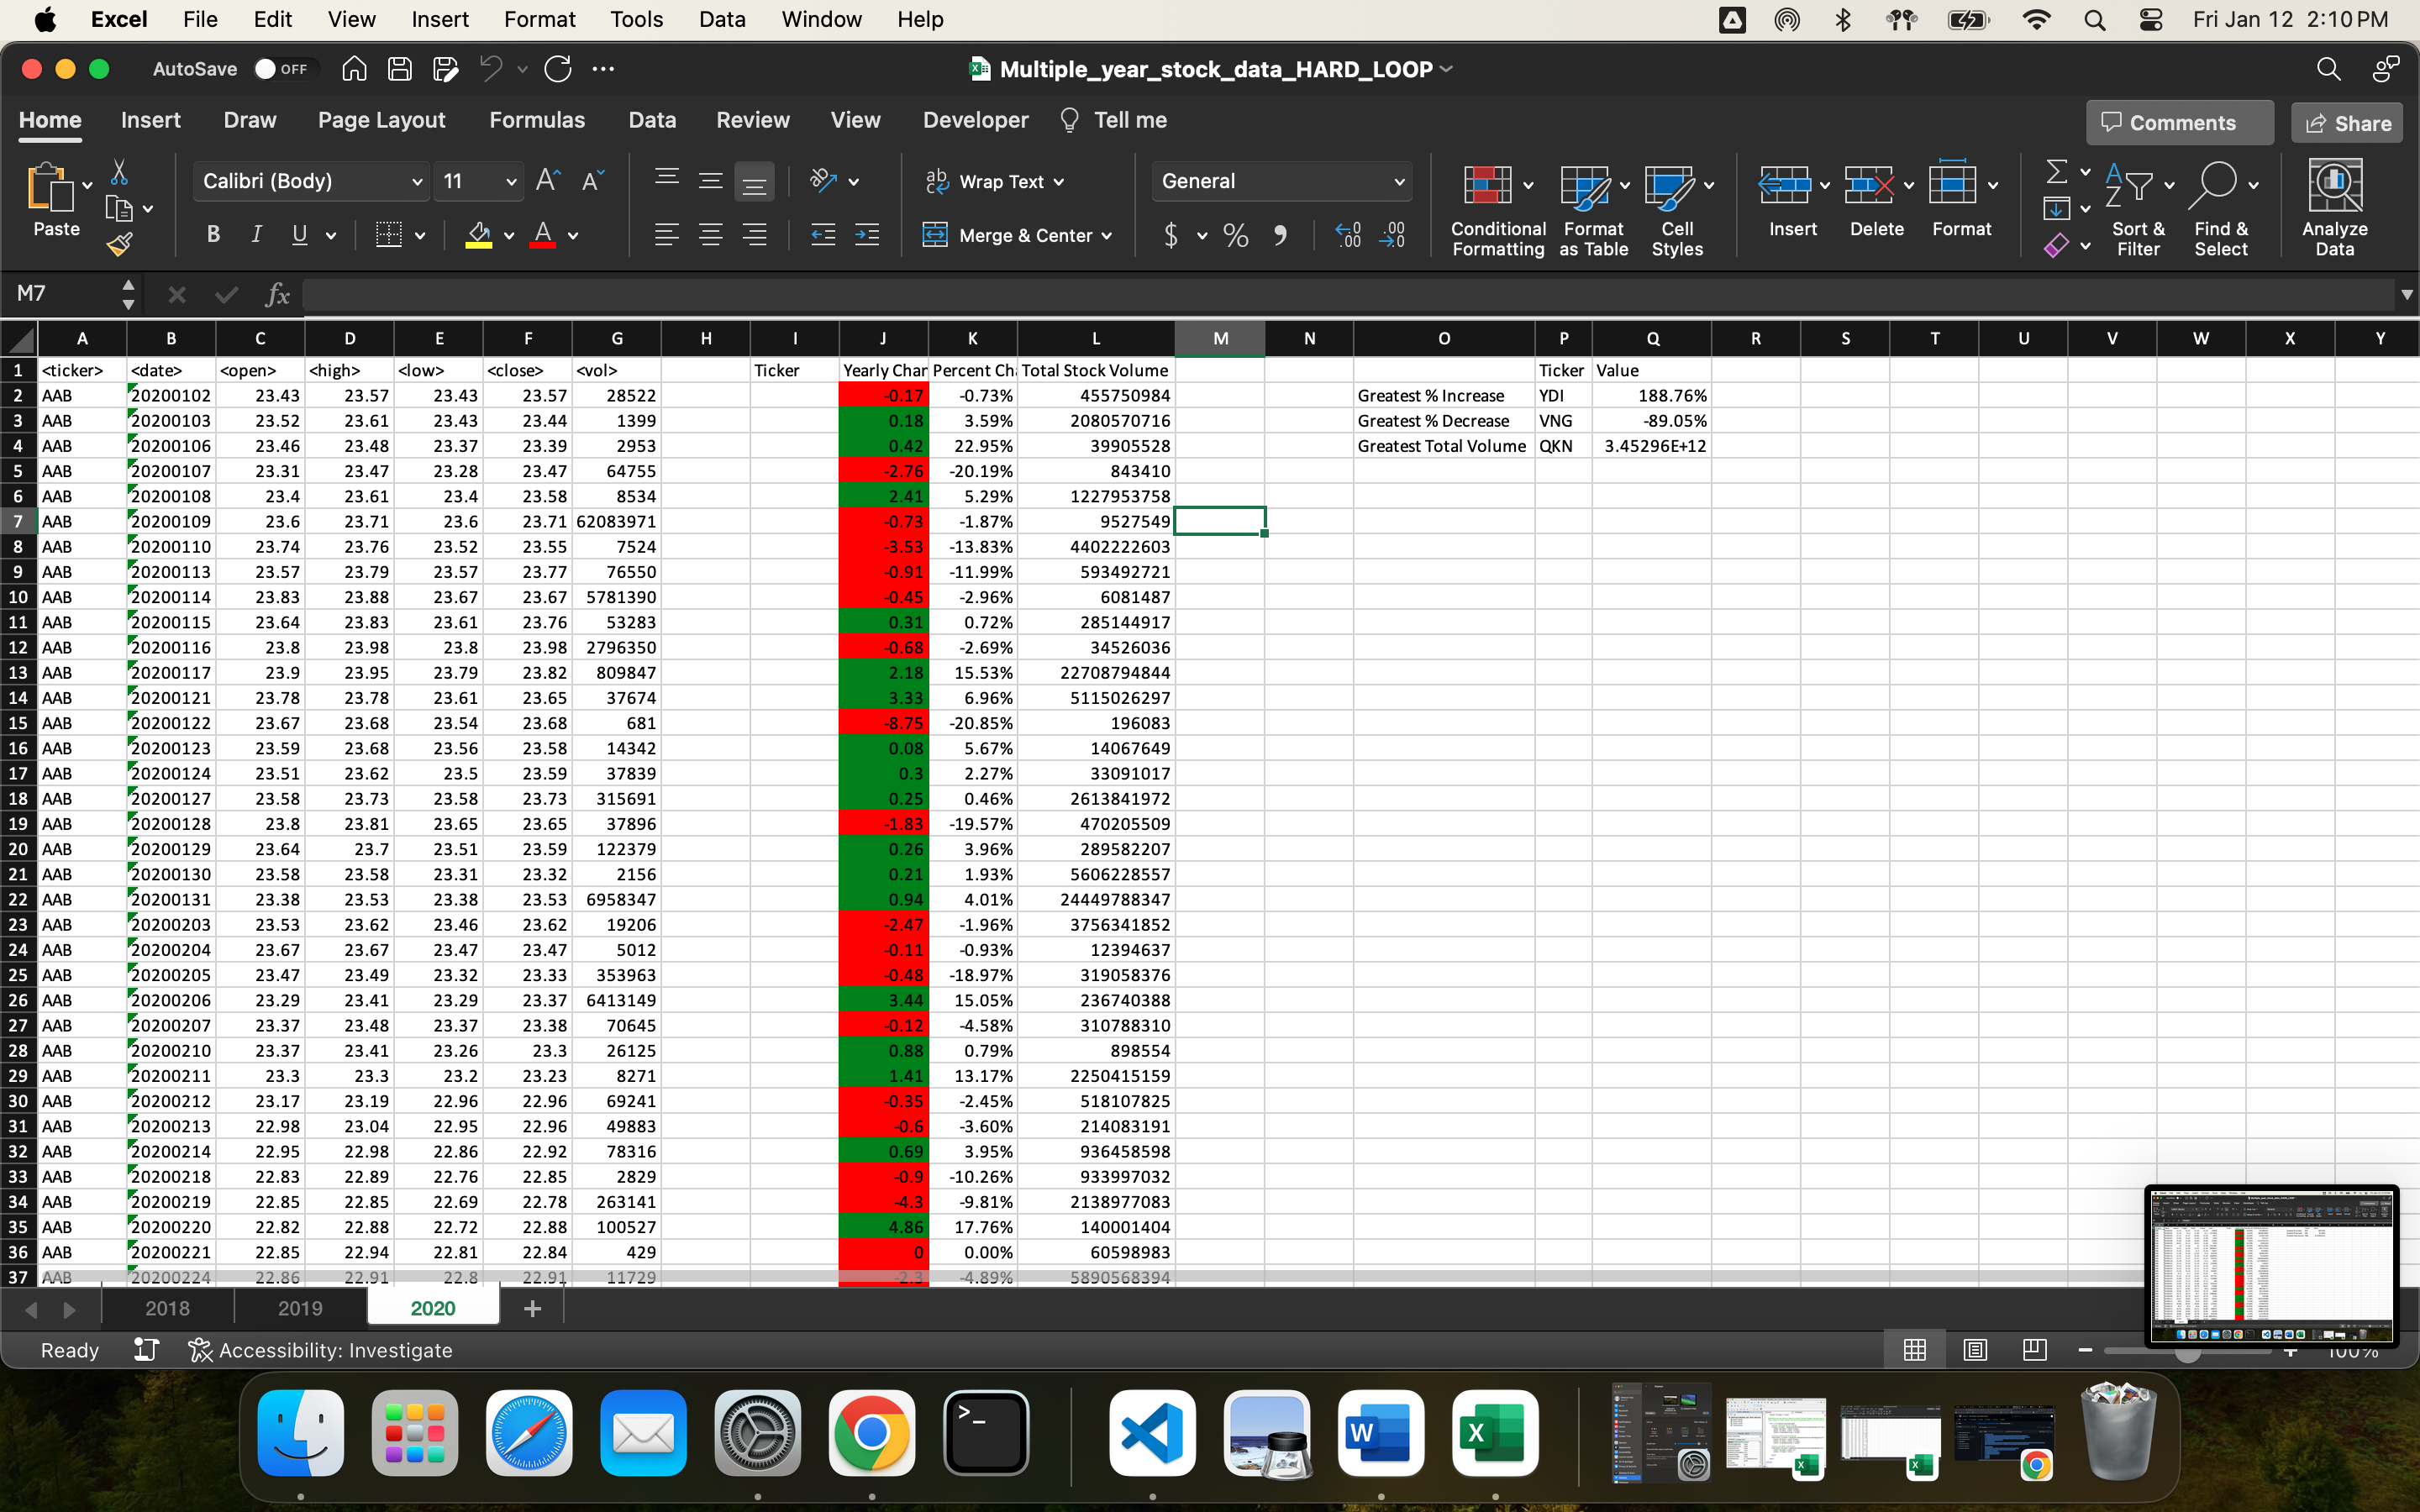 Excel File Edit View Insert Format Tools Data Window Help Fri Jan 12 2:10 PM
AutoSave OFF Multiple_year_stock_data_HARD_LOOP
Home Insert Draw Page Layout Formulas Data Review View Developer Tell me Comments Share
Paste Calibri (Body) 11 Wrap Text General Conditional Formatting Format as Table Cell Styles Insert Delete Format Sort & Filter Find & Select Analyze Data
B I U Merge & Center $ % 9
M7 fx
A B C D E F G H I J K L M N O P Q R S T U V W X Y
1 <ticker> <date> <open> <high> <low> <close> <vol> Ticker Yearly Char Percent Ch Total Stock Volume Ticker Value
2 AAB 20200102 23.43 23.57 23.43 23.57 28522 -0.17 -0.73% 455750984 Greatest % Increase YDI 188.76%
3 AAB 20200103 23.52 23.61 23.43 23.44 1399 0.18 3.59% 2080570716 Greatest % Decrease VNG -89.05%
4 AAB 20200106 23.46 23.48 23.37 23.39 2953 0.42 22.95% 39905528 Greatest Total Volume QKN 3.45296E+12
5 AAB 20200107 23.31 23.47 23.28 23.47 64755 -2.76 -20.19% 843410
6 AAB 20200108 23.4 23.61 23.4 23.58 8534 2.41 5.29% 1227953758
7 AAB 20200109 23.6 23.71 23.6 23.71 62083971 -0.73 -1.87% 9527549
8 AAB 20200110 23.74 23.76 23.52 23.55 7524 -3.53 -13.83% 4402222603
9 AAB 20200113 23.57 23.79 23.57 23.77 76550 -0.91 -11.99% 593492721
10 AAB 20200114 23.83 23.88 23.67 23.67 5781390 -0.45 -2.96% 6081487
11 AAB 20200115 23.64 23.83 23.61 23.76 53283 0.31 0.72% 285144917
12 AAB 20200116 23.8 23.98 23.8 23.98 2796350 -0.68 -2.69% 34526036
13 AAB 20200117 23.9 23.95 23.79 23.82 809847 2.18 15.53% 22708794844
14 AAB 20200121 23.78 23.78 23.61 23.65 37674 3.33 6.96% 5115026297
15 AAB 20200122 23.67 23.68 23.54 23.68 681 -8.75 -20.85% 196083
16 AAB 20200123 23.59 23.68 23.56 23.58 14342 0.08 5.67% 14067649
17 AAB 20200124 23.51 23.62 23.5 23.59 37839 0.3 2.27% 33091017
18 AAB 20200127 23.58 23.73 23.58 23.73 315691 0.25 0.46% 2613841972
19 AAB 20200128 23.8 23.81 23.65 23.65 37896 -1.83 -19.57% 470205509
20 AAB 20200129 23.64 23.7 23.51 23.59 122379 0.26 3.96% 289582207
21 AAB 20200130 23.58 23.58 23.31 23.32 2156 0.21 1.93% 5606228557
22 AAB 20200131 23.38 23.53 23.38 23.53 6958347 0.94 4.01% 24449788347
23 AAB 20200203 23.53 23.62 23.46 23.62 19206 -2.47 -1.96% 3756341852
24 AAB 20200204 23.67 23.67 23.47 23.47 5012 -0.11 -0.93% 12394637
25 AAB 20200205 23.47 23.49 23.32 23.33 353963 -0.48 -18.97% 319058376
26 AAB 20200206 23.29 23.41 23.29 23.37 6413149 3.44 15.05% 236740388
27 AAB 20200207 23.37 23.48 23.37 23.38 70645 -0.12 -4.58% 310788310
28 AAB 20200210 23.37 23.41 23.26 23.3 26125 0.88 0.79% 898554
29 AAB 20200211 23.3 23.3 23.2 23.23 8271 1.41 13.17% 2250415159
30 AAB 20200212 23.17 23.19 22.96 22.96 69241 -0.35 -2.45% 518107825
31 AAB 20200213 22.98 23.04 22.95 22.96 49883 -0.6 -3.60% 214083191
32 AAB 20200214 22.95 22.98 22.86 22.92 78316 0.69 3.95% 936458598
33 AAB 20200218 22.83 22.89 22.76 22.85 2829 -0.9 -10.26% 933997032
34 AAB 20200219 22.85 22.85 22.69 22.78 263141 -4.3 -9.81% 2138977083
35 AAB 20200220 22.82 22.88 22.72 22.88 100527 4.86 17.76% 140001404
36 AAB 20200221 22.85 22.94 22.81 22.84 429 0 0.00% 60598983
37 AAB 20200224 22.86 22.91 22.8 22.91 11729 -2.3 -4.89% 5890568394
2018 2019 2020 +
Ready Accessibility: Investigate 100%